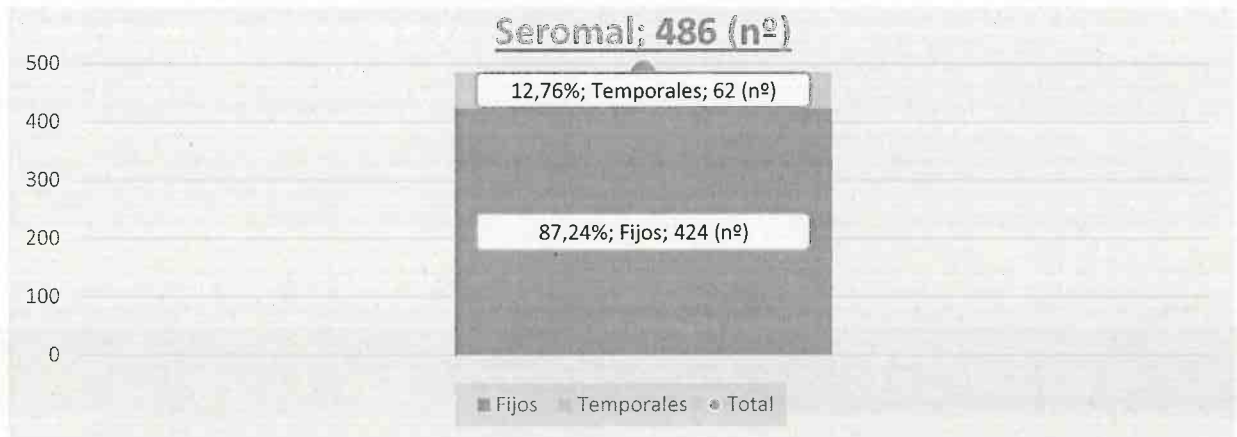 Seromal; 486 (nº)
500
12,76%; Temporales; 62 (nº)
400
300
87,24%; Fijos; 424 (nº)
200
100
0
Fijos Temporales Total